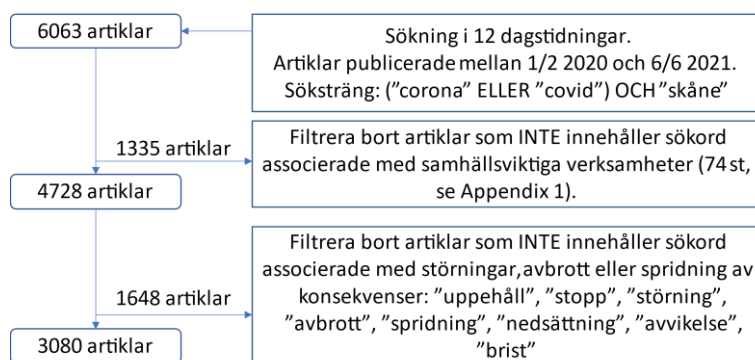 6063 artiklar
Sökning i 12 dagstidningar.
Artiklar publicerade mellan 1/2 2020 och 6/6 2021.
Söksträng: (”corona” ELLER ”covid”) OCH ”skåne”
1335 artiklar
Filtrera bort artiklar som INTE innehåller sökord
associerade med samhällsviktiga verksamheter (74 st,
se Appendix 1).
4728 artiklar
1648 artiklar
Filtrera bort artiklar som INTE innehåller sökord
associerade med störningar, avbrott eller spridning av
konsekvenser: ”uppehåll”, ”stopp”, ”störning”,
”avbrott”, ”spridning”, ”nedsättning”, ”avvikelse”,
”brist”
3080 artiklar